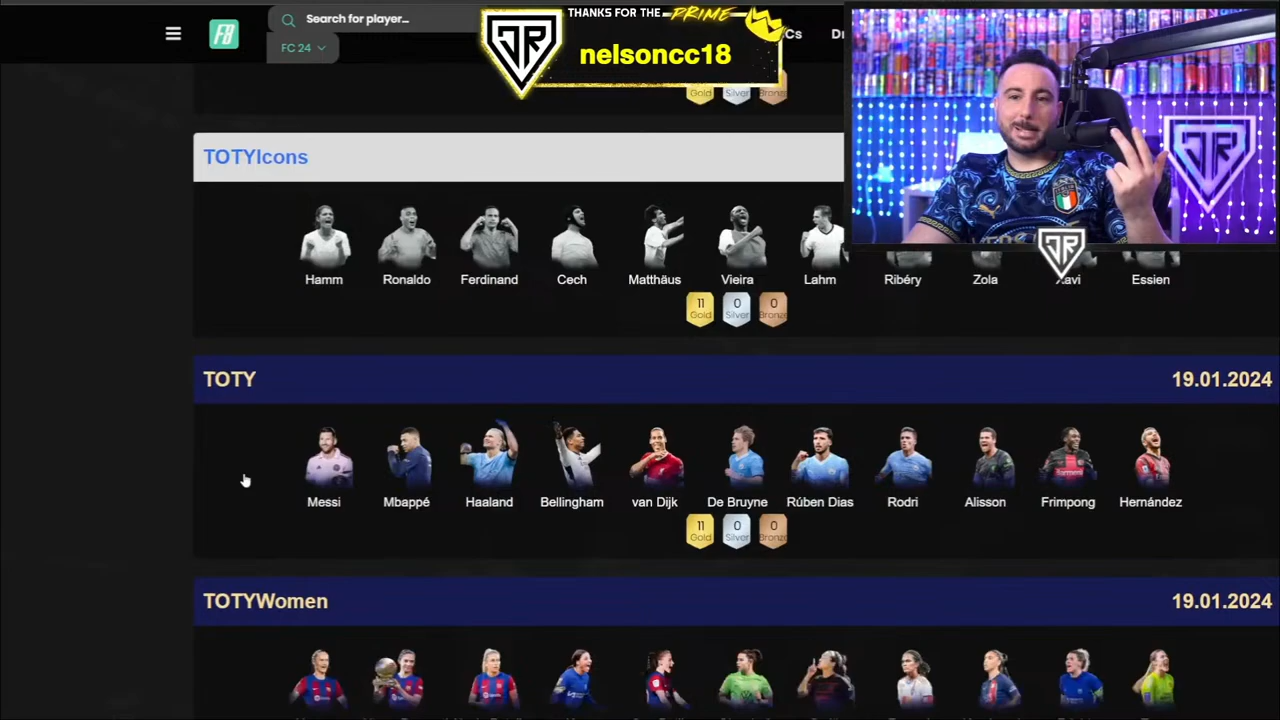 THANKS FOR THE PRIME
nelsoncc18
JR
FB
Search for player...
FC 24
Cs
Gold
Silver
Bronze
TOTYIcons
Hamm
Ronaldo
Ferdinand
Cech
Matthäus
Vieira
Lahm
Ribéry
Zola
Xavi
Essien
11
Gold
0
Silver
0
Bronze
TOTY
19.01.2024
Messi
Mbappé
Haaland
Bellingham
van Dijk
De Bruyne
Rúben Dias
Rodri
Alisson
Frimpong
Hernández
11
Gold
0
Silver
0
Bronze
TOTYWomen
19.01.2024